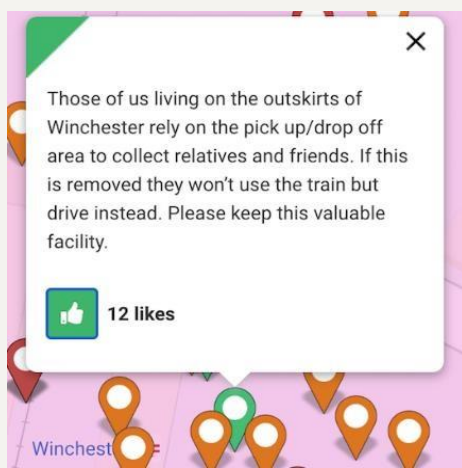 Those of us living on the outskirts of
Winchester rely on the pick up/drop off
area to collect relatives and friends. If this
is removed they won’t use the train but
drive instead. Please keep this valuable
facility.
12 likes
Winchest